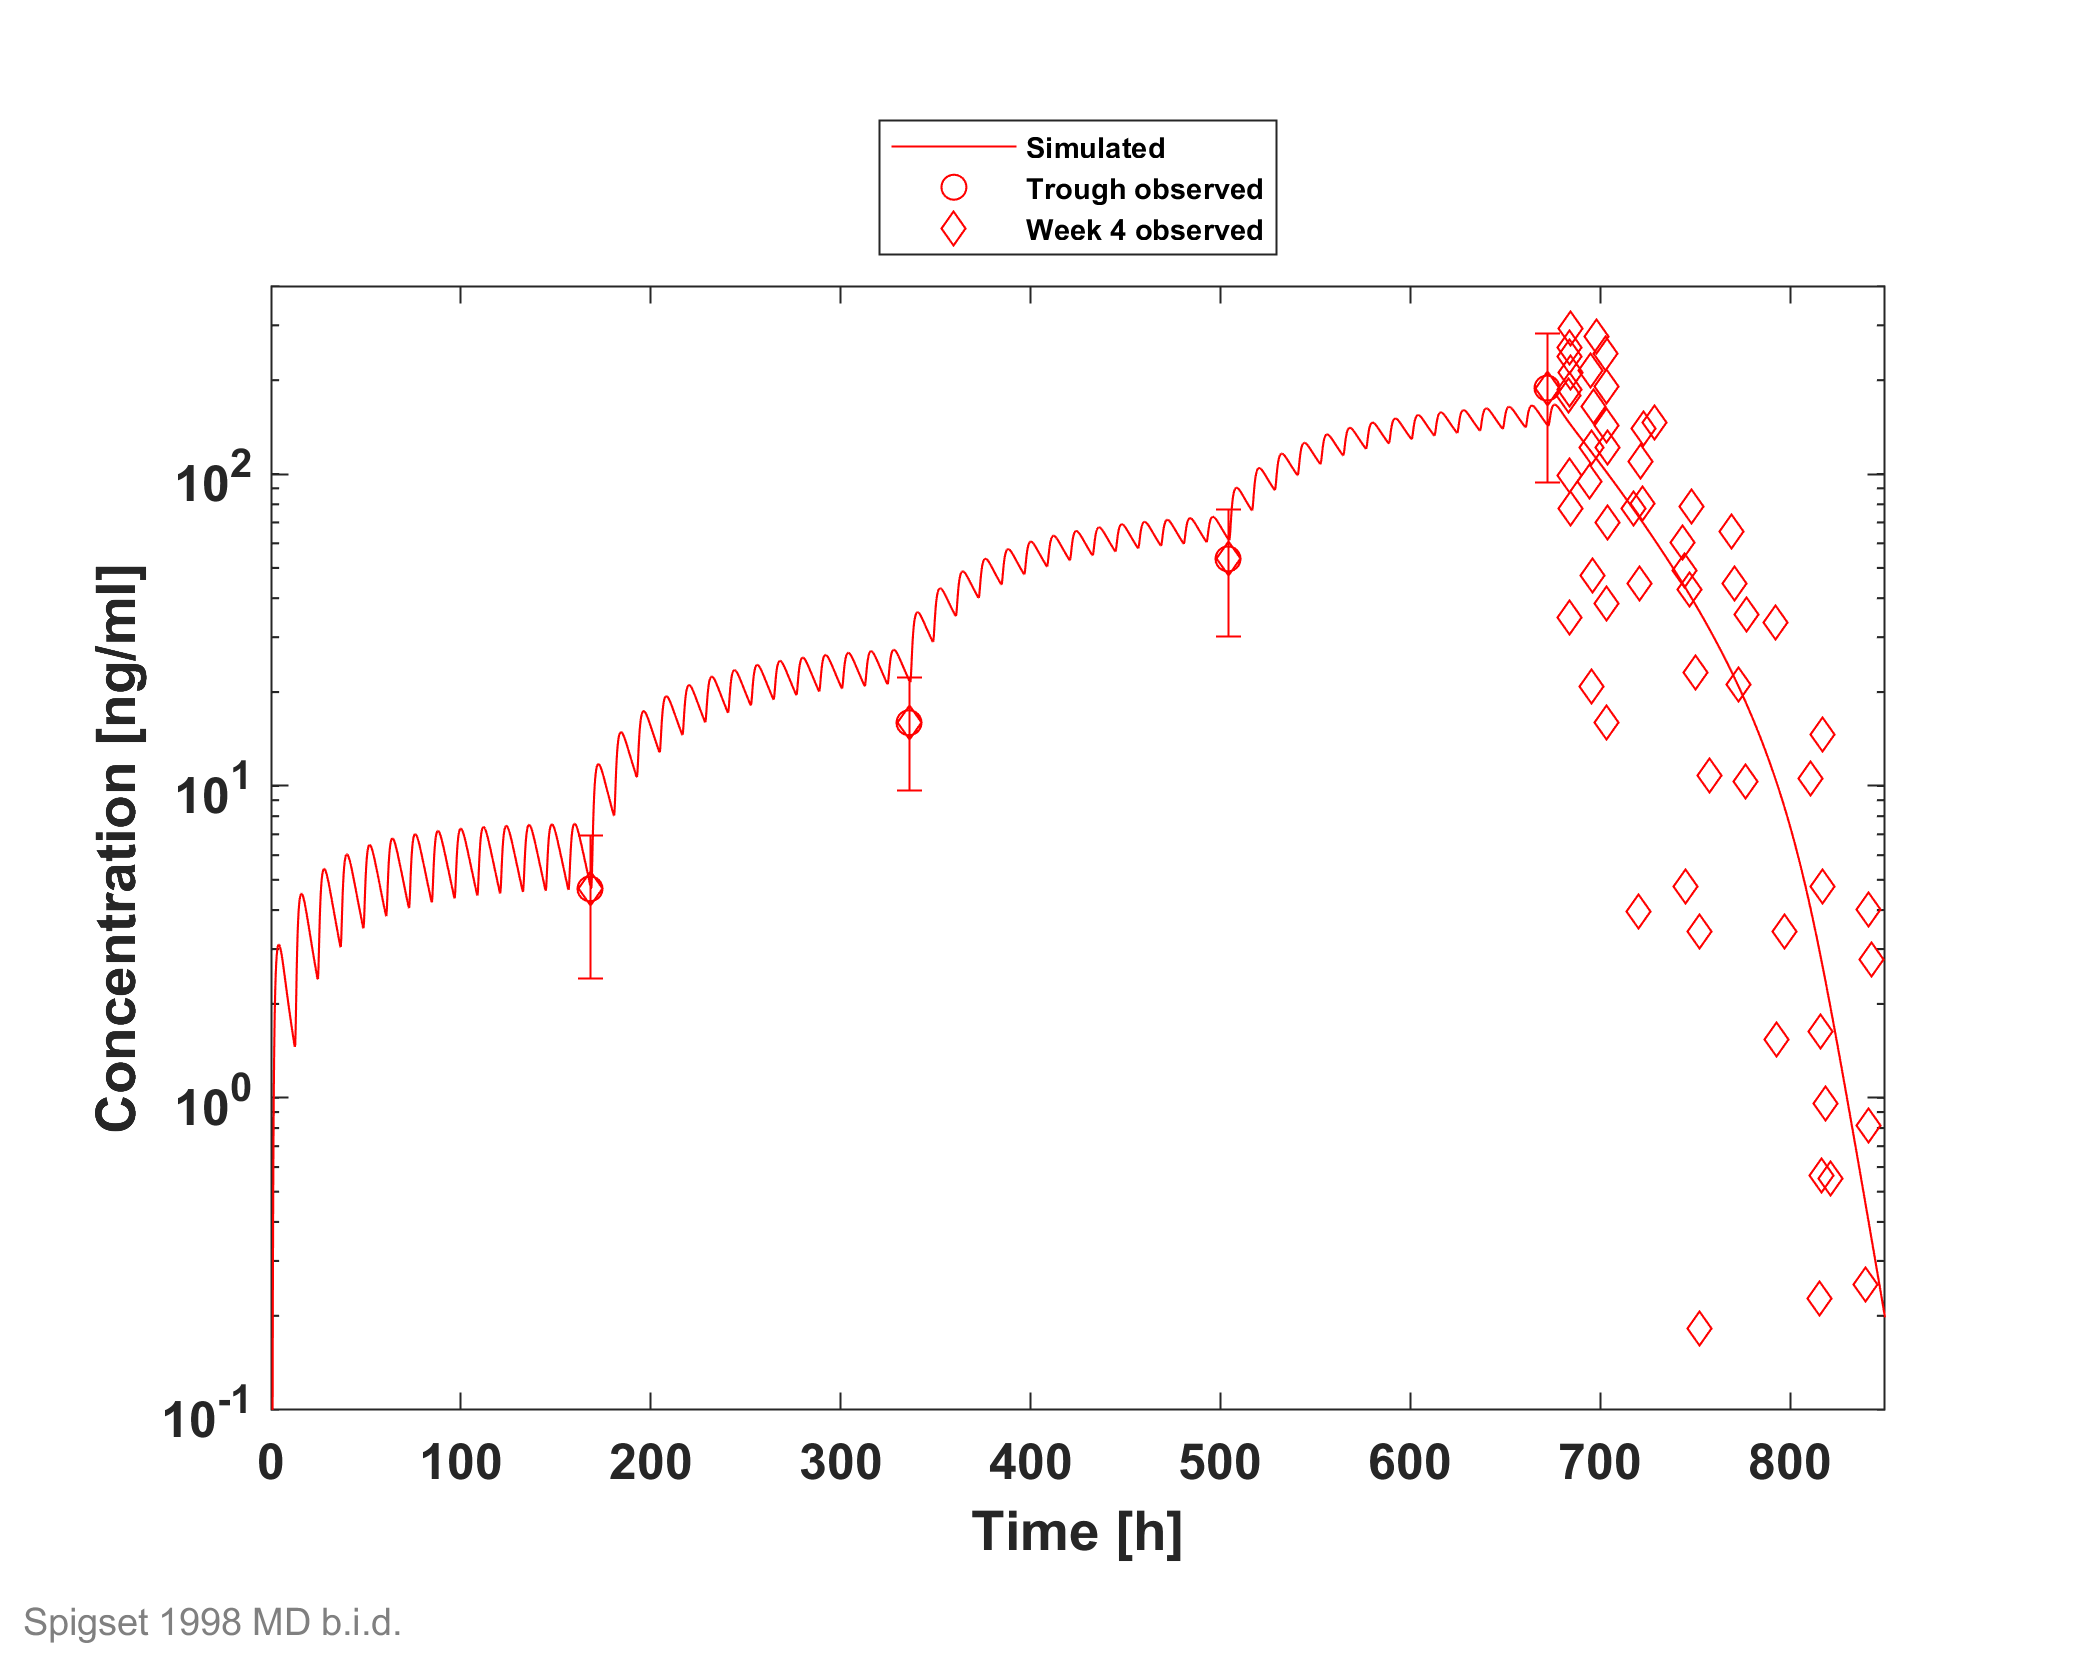 Simulated
Trough observed
Week 4 observed
Concentration [ng/ml]
10^2
10^1
10^0
10^-1
0 100 200 300 400 500 600 700 800
Time [h]
Spigset 1998 MD b.i.d.